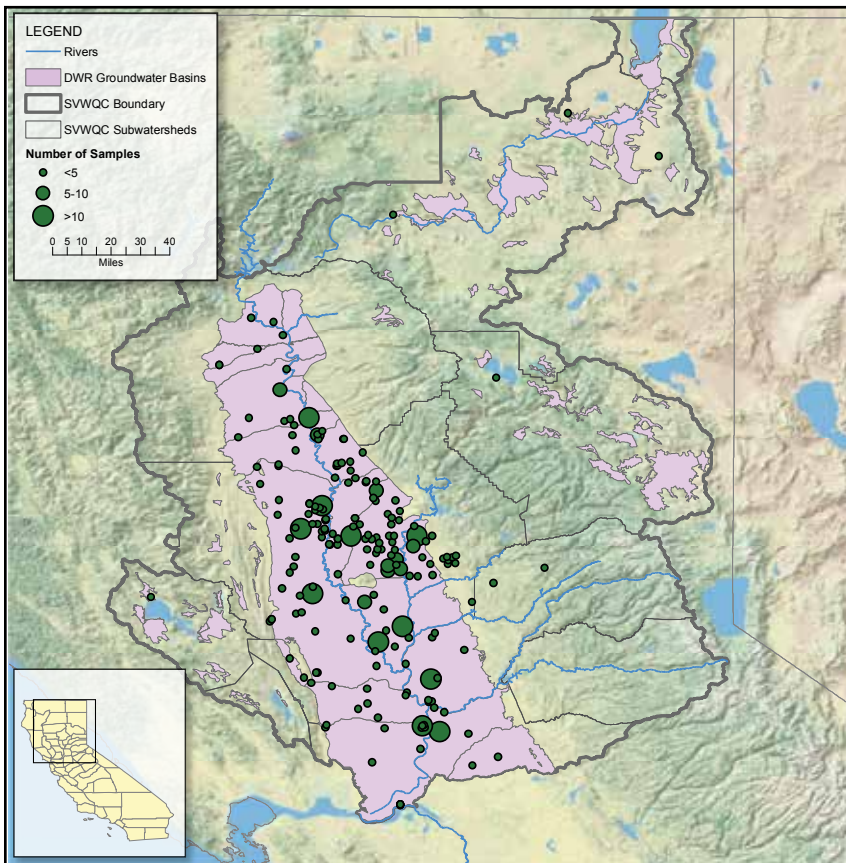 LEGEND
Rivers
DWR Groundwater Basins
SVWQC Boundary
SVWQC Subwatersheds
Number of Samples
<5
5-10
>10
0 5 10 20 30 40
Miles